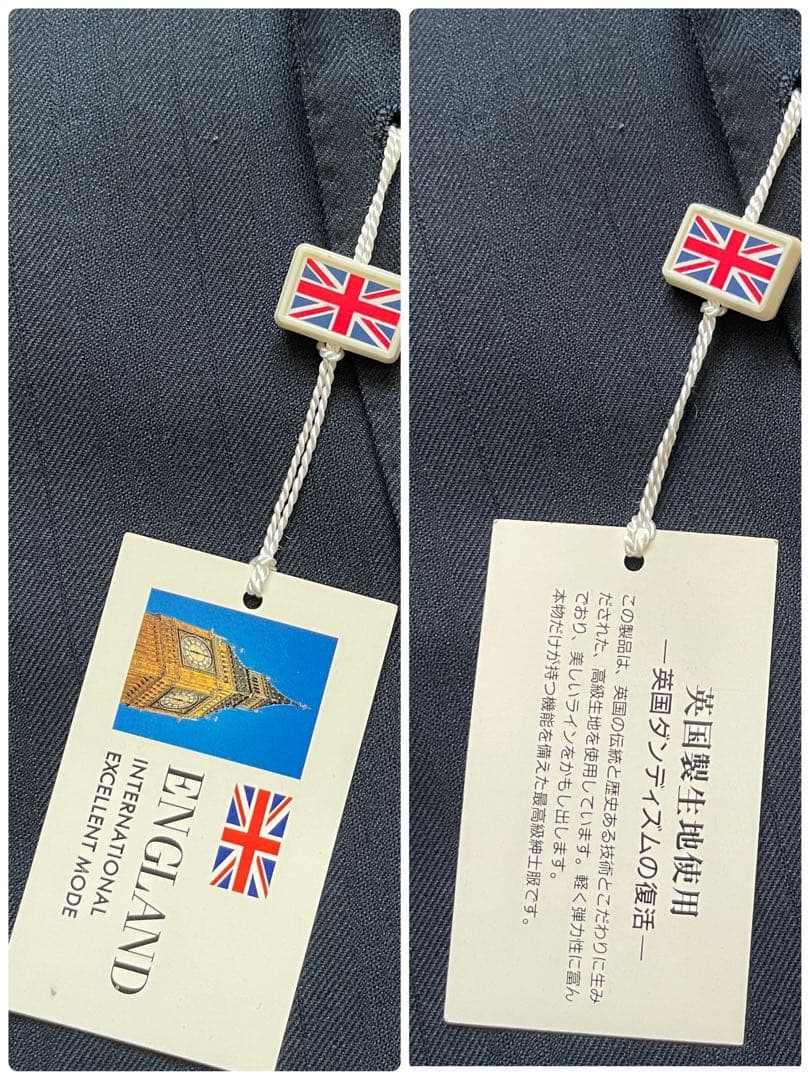 ENGLAND
INTERNATIONAL
EXCELLENT MODE
英国製生地使用
―英国ダンディズムの復活―
この製品は、英国の伝統と歴史ある技術とこだわりに生み
だされた、高級生地を使用しています。軽く弾力性に富ん
でおり、美しいラインをかもし出します。
本物だけが持つ機能を備えた最高級紳士服です。